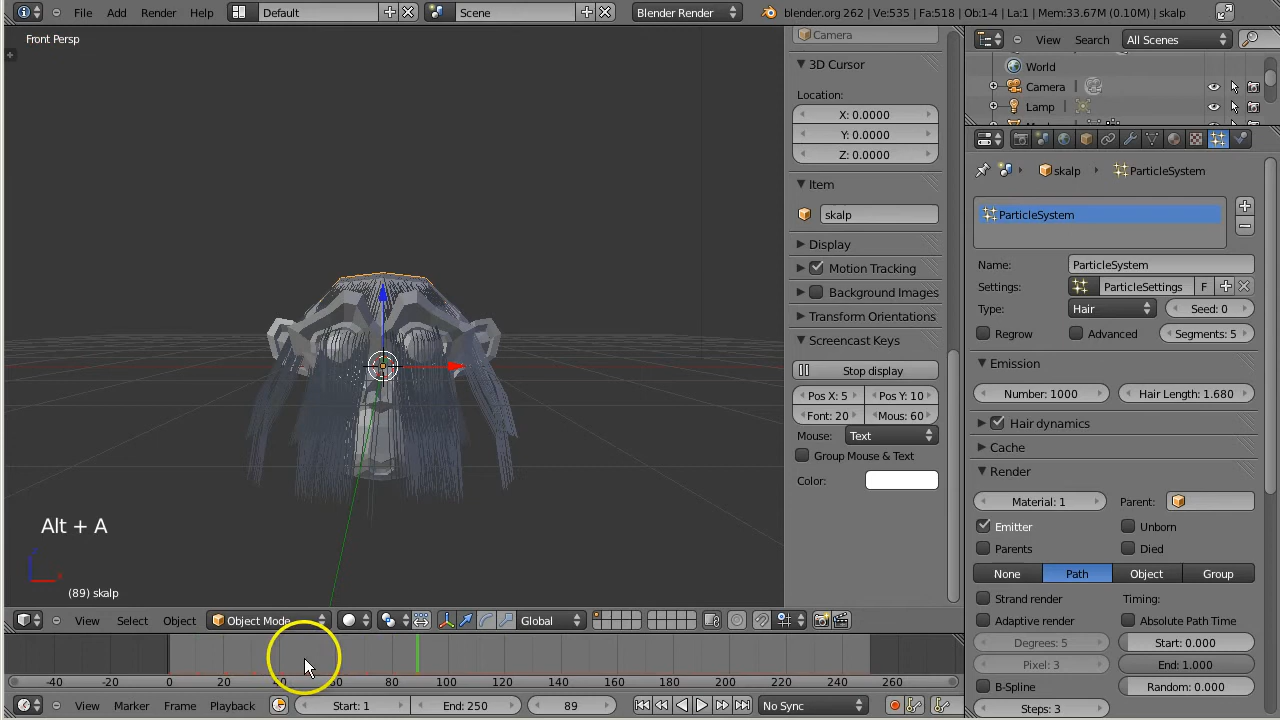 File Add Render Help Default Scene Blender Render blender.org 262 | Ve:535 | Fa:518 | Ob:1-4 | La:1 | Mem:33.67M (0.10M) | skalp
Front Persp
Camera
3D Cursor
Location:
X: 0.0000
Y: 0.0000
Z: 0.0000
Item
skalp
Display
Motion Tracking
Background Images
Transform Orientations
Screencast Keys
Stop display
Pos X: 5 Pos Y: 10
Font: 20 Mous: 60
Mouse: Text
Group Mouse & Text
Color:
View Search All Scenes
World
Camera
Lamp
skalp ParticleSystem
ParticleSystem
Name: ParticleSystem
Settings: ParticleSettings F
Type: Hair Seed: 0
Regrow Advanced Segments: 5
Emission
Number: 1000 Hair Length: 1.680
Hair dynamics
Cache
Render
Material: 1 Parent:
Emitter Unborn
Parents Died
None Path Object Group
Strand render Timing:
Adaptive render Absolute Path Time
Degrees: 5 Start: 0.000
Pixel: 3 End: 1.000
B-Spline Random: 0.000
Steps: 3
Alt + A
(89) skalp
View Select Object Object Mode Global
-40 -20 0 20 40 60 80 100 120 140 160 180 200 220 240 260
View Marker Frame Playback Start: 1 End: 250 89 No Sync